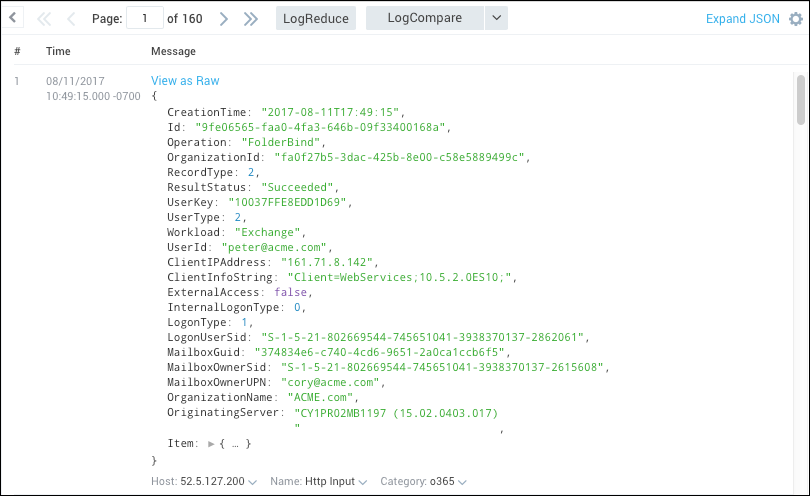 Page: 1 of 160 LogReduce LogCompare Expand JSON
# Time Message
1 08/11/2017 View as Raw
10:49:15.000 -0700 {
CreationTime: "2017-08-11T17:49:15",
Id: "9fe06565-faa0-4fa3-646b-09f33400168a",
Operation: "FolderBind",
OrganizationId: "fa0f27b5-3dac-425b-8e00-c58e5889499c",
RecordType: 2,
ResultStatus: "Succeeded",
UserKey: "10037FFE8EDD1D69",
UserType: 2,
Workload: "Exchange",
UserId: "peter@acme.com",
ClientIPAddress: "161.71.8.142",
ClientInfoString: "Client=WebServices;10.5.2.0ES10;",
ExternalAccess: false,
InternalLogonType: 0,
LogonType: 1,
LogonUserSid: "S-1-5-21-802669544-745651041-3938370137-2862061",
MailboxGuid: "374834e6-c740-4cd6-9651-2a0ca1ccb6f5",
MailboxOwnerSid: "S-1-5-21-802669544-745651041-3938370137-2615608",
MailboxOwnerUPN: "cory@acme.com",
OrganizationName: "ACME.com",
OriginatingServer: "CY1PR02MB1197 (15.02.0403.017)
",
Item: ▶ { … }
}
Host: 52.5.127.200 Name: Http Input Category: o365